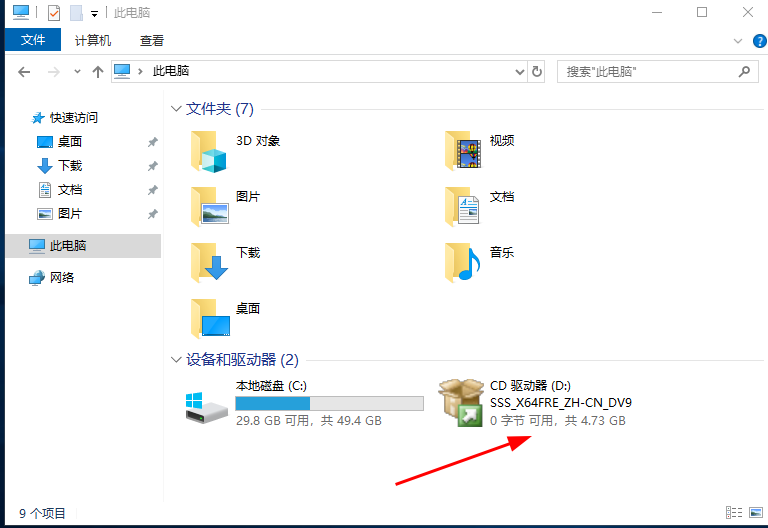 此电脑
文件 计算机 查看
此电脑 搜索"此电脑"
快速访问
桌面
下载
文档
图片
此电脑
网络
文件夹 (7)
3D 对象
视频
图片
文档
下载
音乐
桌面
设备和驱动器 (2)
本地磁盘 (C:)
29.8 GB 可用，共 49.4 GB
CD 驱动器 (D:)
SSS_X64FRE_ZH-CN_DV9
0 字节 可用，共 4.73 GB
9 个项目